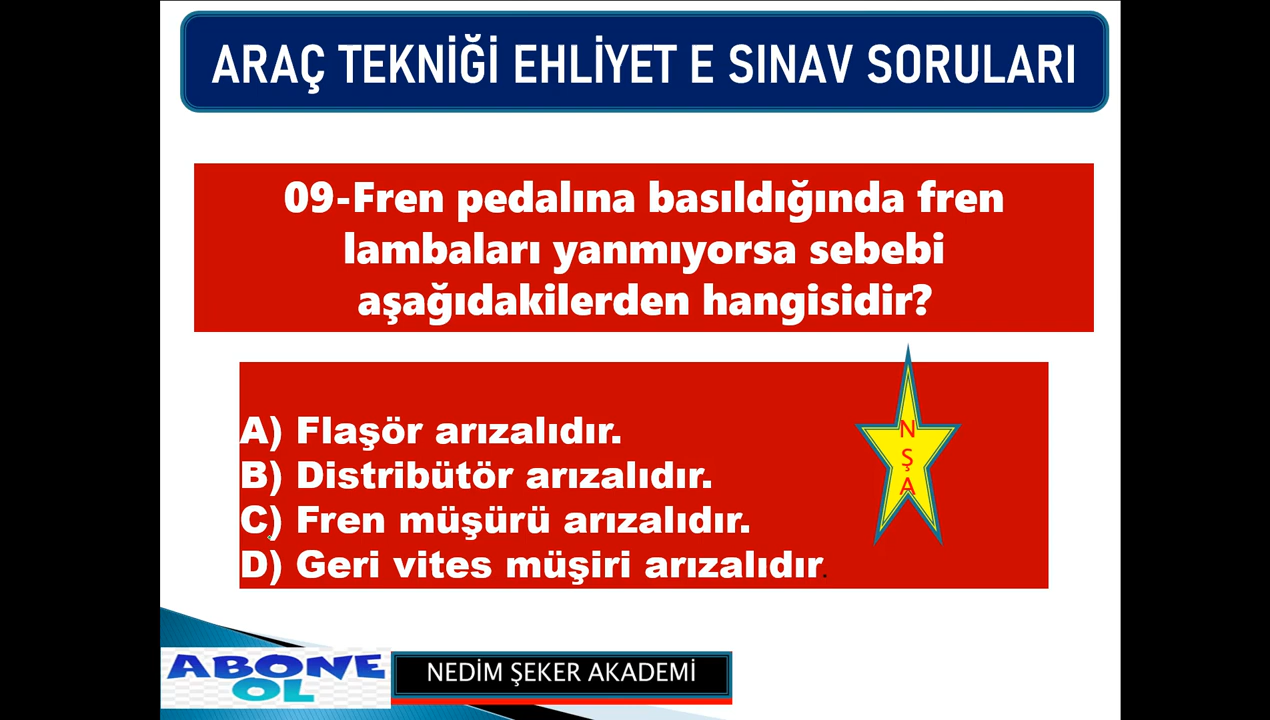 ARAÇ TEKNİĞİ EHLİYET E SINAV SORULARI
09-Fren pedalına basıldığında fren
lambaları yanmıyorsa sebebi
aşağıdakilerden hangisidir?
A) Flaşör arızalıdır.
B) Distribütör arızalıdır.
C) Fren müşürü arızalıdır.
D) Geri vites müşiri arızalıdır.
N
Ş
A
ABONE
OL
NEDİM ŞEKER AKADEMİ